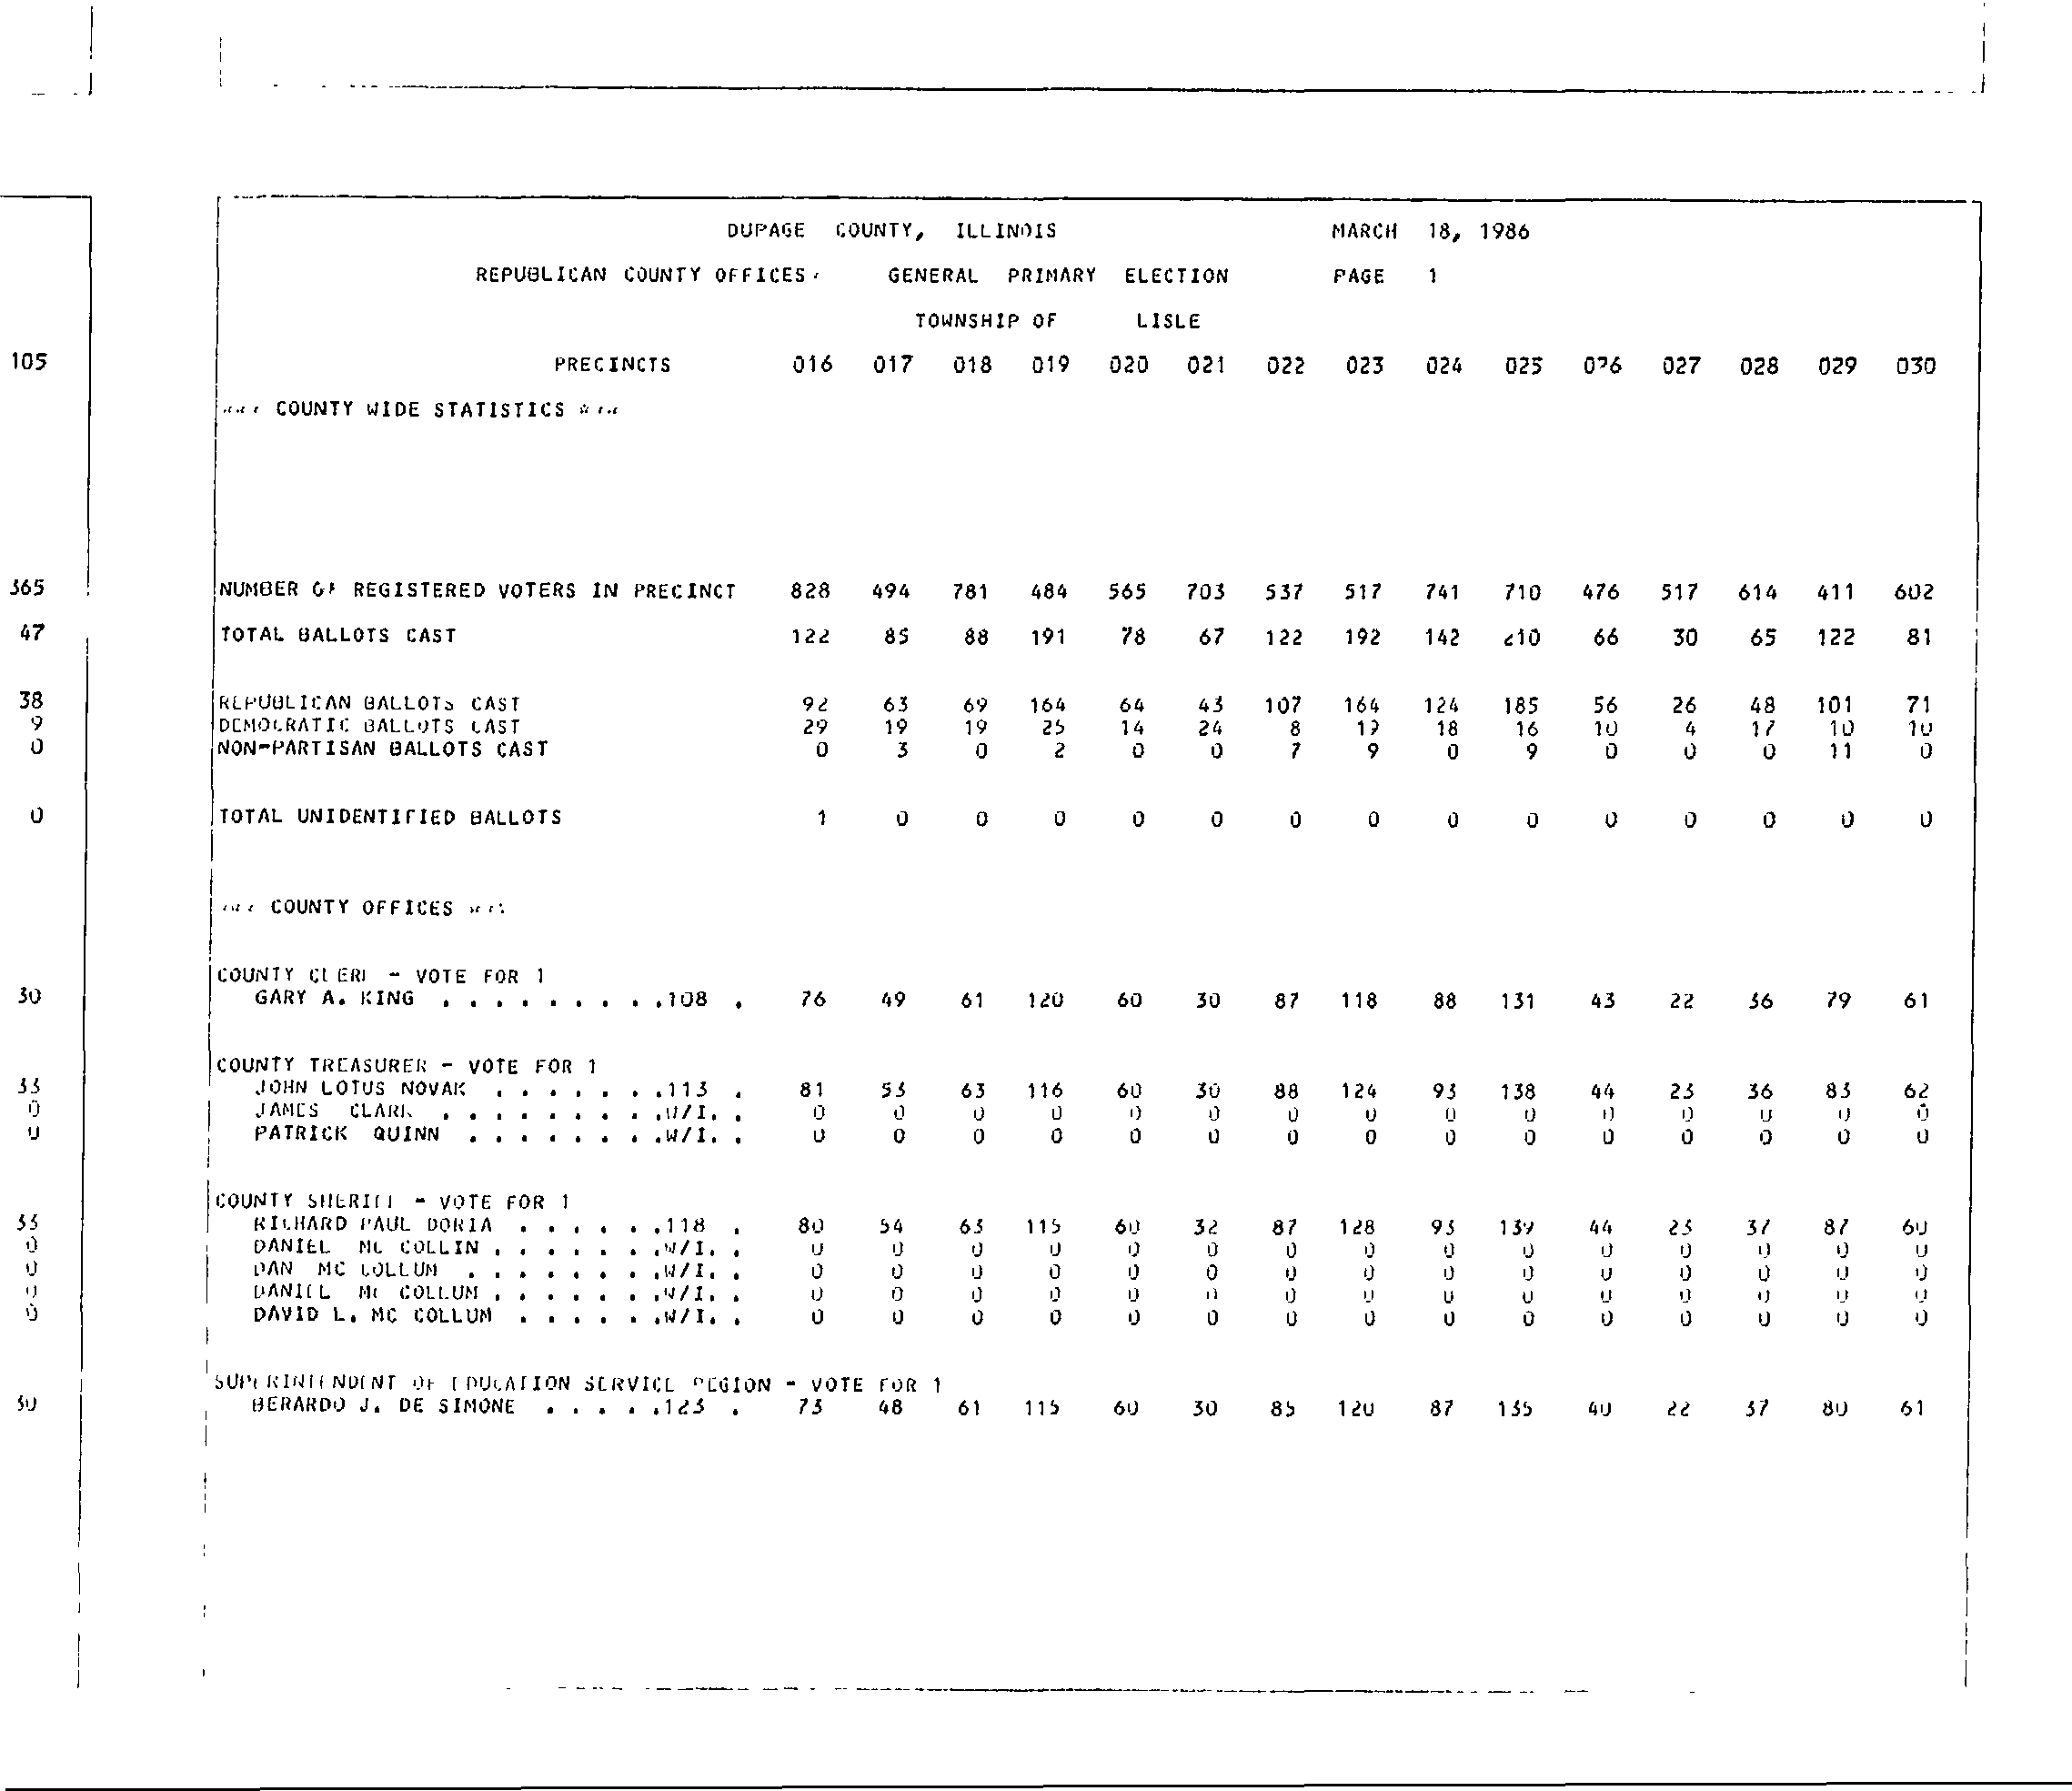 DUPAGE COUNTY, ILLINOIS MARCH 18, 1986
REPUBLICAN COUNTY OFFICES GENERAL PRIMARY ELECTION PAGE 1
TOWNSHIP OF LISLE
105 PRECINCTS 016 017 018 019 020 021 022 023 024 025 026 027 028 029 030
COUNTY WIDE STATISTICS
365 NUMBER OF REGISTERED VOTERS IN PRECINCT 828 494 781 484 565 703 537 517 741 710 476 517 614 411 602
47 TOTAL BALLOTS CAST 122 85 88 191 78 67 122 192 142 210 66 30 65 122 81
38 REPUBLICAN BALLOTS CAST 92 63 69 164 64 43 107 164 124 185 56 26 48 101 71
9 DEMOCRATIC BALLOTS CAST 29 19 19 25 14 24 8 19 18 16 10 4 17 10 10
0 NON-PARTISAN BALLOTS CAST 0 3 0 2 0 0 7 9 0 9 0 0 0 11 0
0 TOTAL UNIDENTIFIED BALLOTS 1 0 0 0 0 0 0 0 0 0 0 0 0 0 0
*** COUNTY OFFICES ***
COUNTY CLERK - VOTE FOR 1
30 GARY A. KING . . . . . . . . .108 . 76 49 61 120 60 30 87 118 88 131 43 22 36 79 61
COUNTY TREASURER - VOTE FOR 1
33 JOHN LOTUS NOVAK . . . . . . .113 . 81 53 63 116 60 30 88 124 93 138 44 23 36 83 62
0 JAMES CLARK . . . . . . . . .W/I. . 0 0 0 0 0 0 0 0 0 0 0 0 0 0 0
0 PATRICK QUINN . . . . . . . .W/I. . 0 0 0 0 0 0 0 0 0 0 0 0 0 0 0
COUNTY SHERIFF - VOTE FOR 1
33 RICHARD PAUL DORIA . . . . . .118 . 80 54 63 115 60 32 87 128 93 139 44 23 37 87 60
0 DANIEL MC COLLIN . . . . . . .W/I. . 0 0 0 0 0 0 0 0 0 0 0 0 0 0 0
0 DAN MC COLLUM . . . . . . . .W/I. . 0 0 0 0 0 0 0 0 0 0 0 0 0 0 0
0 DANIEL MC COLLUM . . . . . . .W/I. . 0 0 0 0 0 0 0 0 0 0 0 0 0 0 0
0 DAVID L. MC COLLUM . . . . . .W/I. . 0 0 0 0 0 0 0 0 0 0 0 0 0 0 0
SUPERINTENDENT OF EDUCATION SERVICE REGION - VOTE FOR 1
30 BERARDO J. DE SIMONE . . . . .123 . 73 48 61 115 60 30 85 120 87 135 40 22 37 80 61